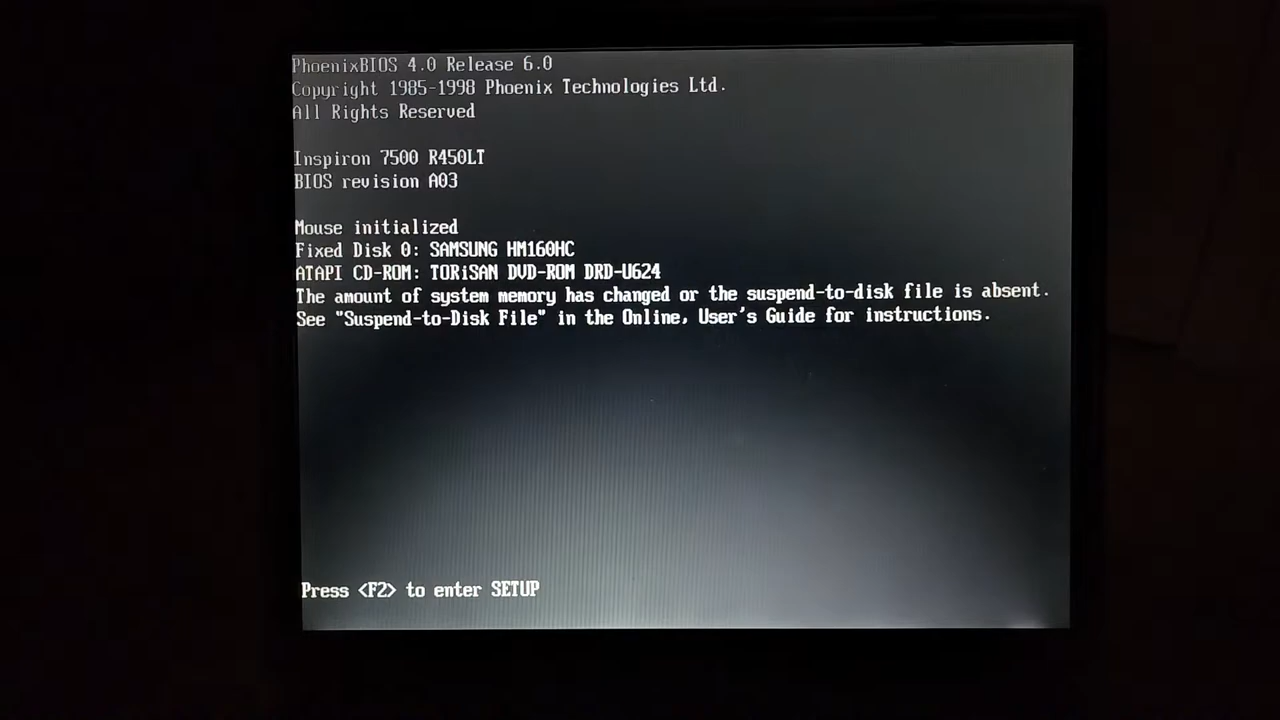 PhoenixBIOS 4.0 Release 6.0
Copyright 1985-1998 Phoenix Technologies Ltd.
All Rights Reserved
Inspiron 7500 R450LT
BIOS revision A03
Mouse initialized
Fixed Disk 0: SAMSUNG HM160HC
ATAPI CD-ROM: TORiSAN DVD-ROM DRD-U624
The amount of system memory has changed or the suspend-to-disk file is absent.
See "Suspend-to-Disk File" in the Online, User's Guide for instructions.
Press <F2> to enter SETUP